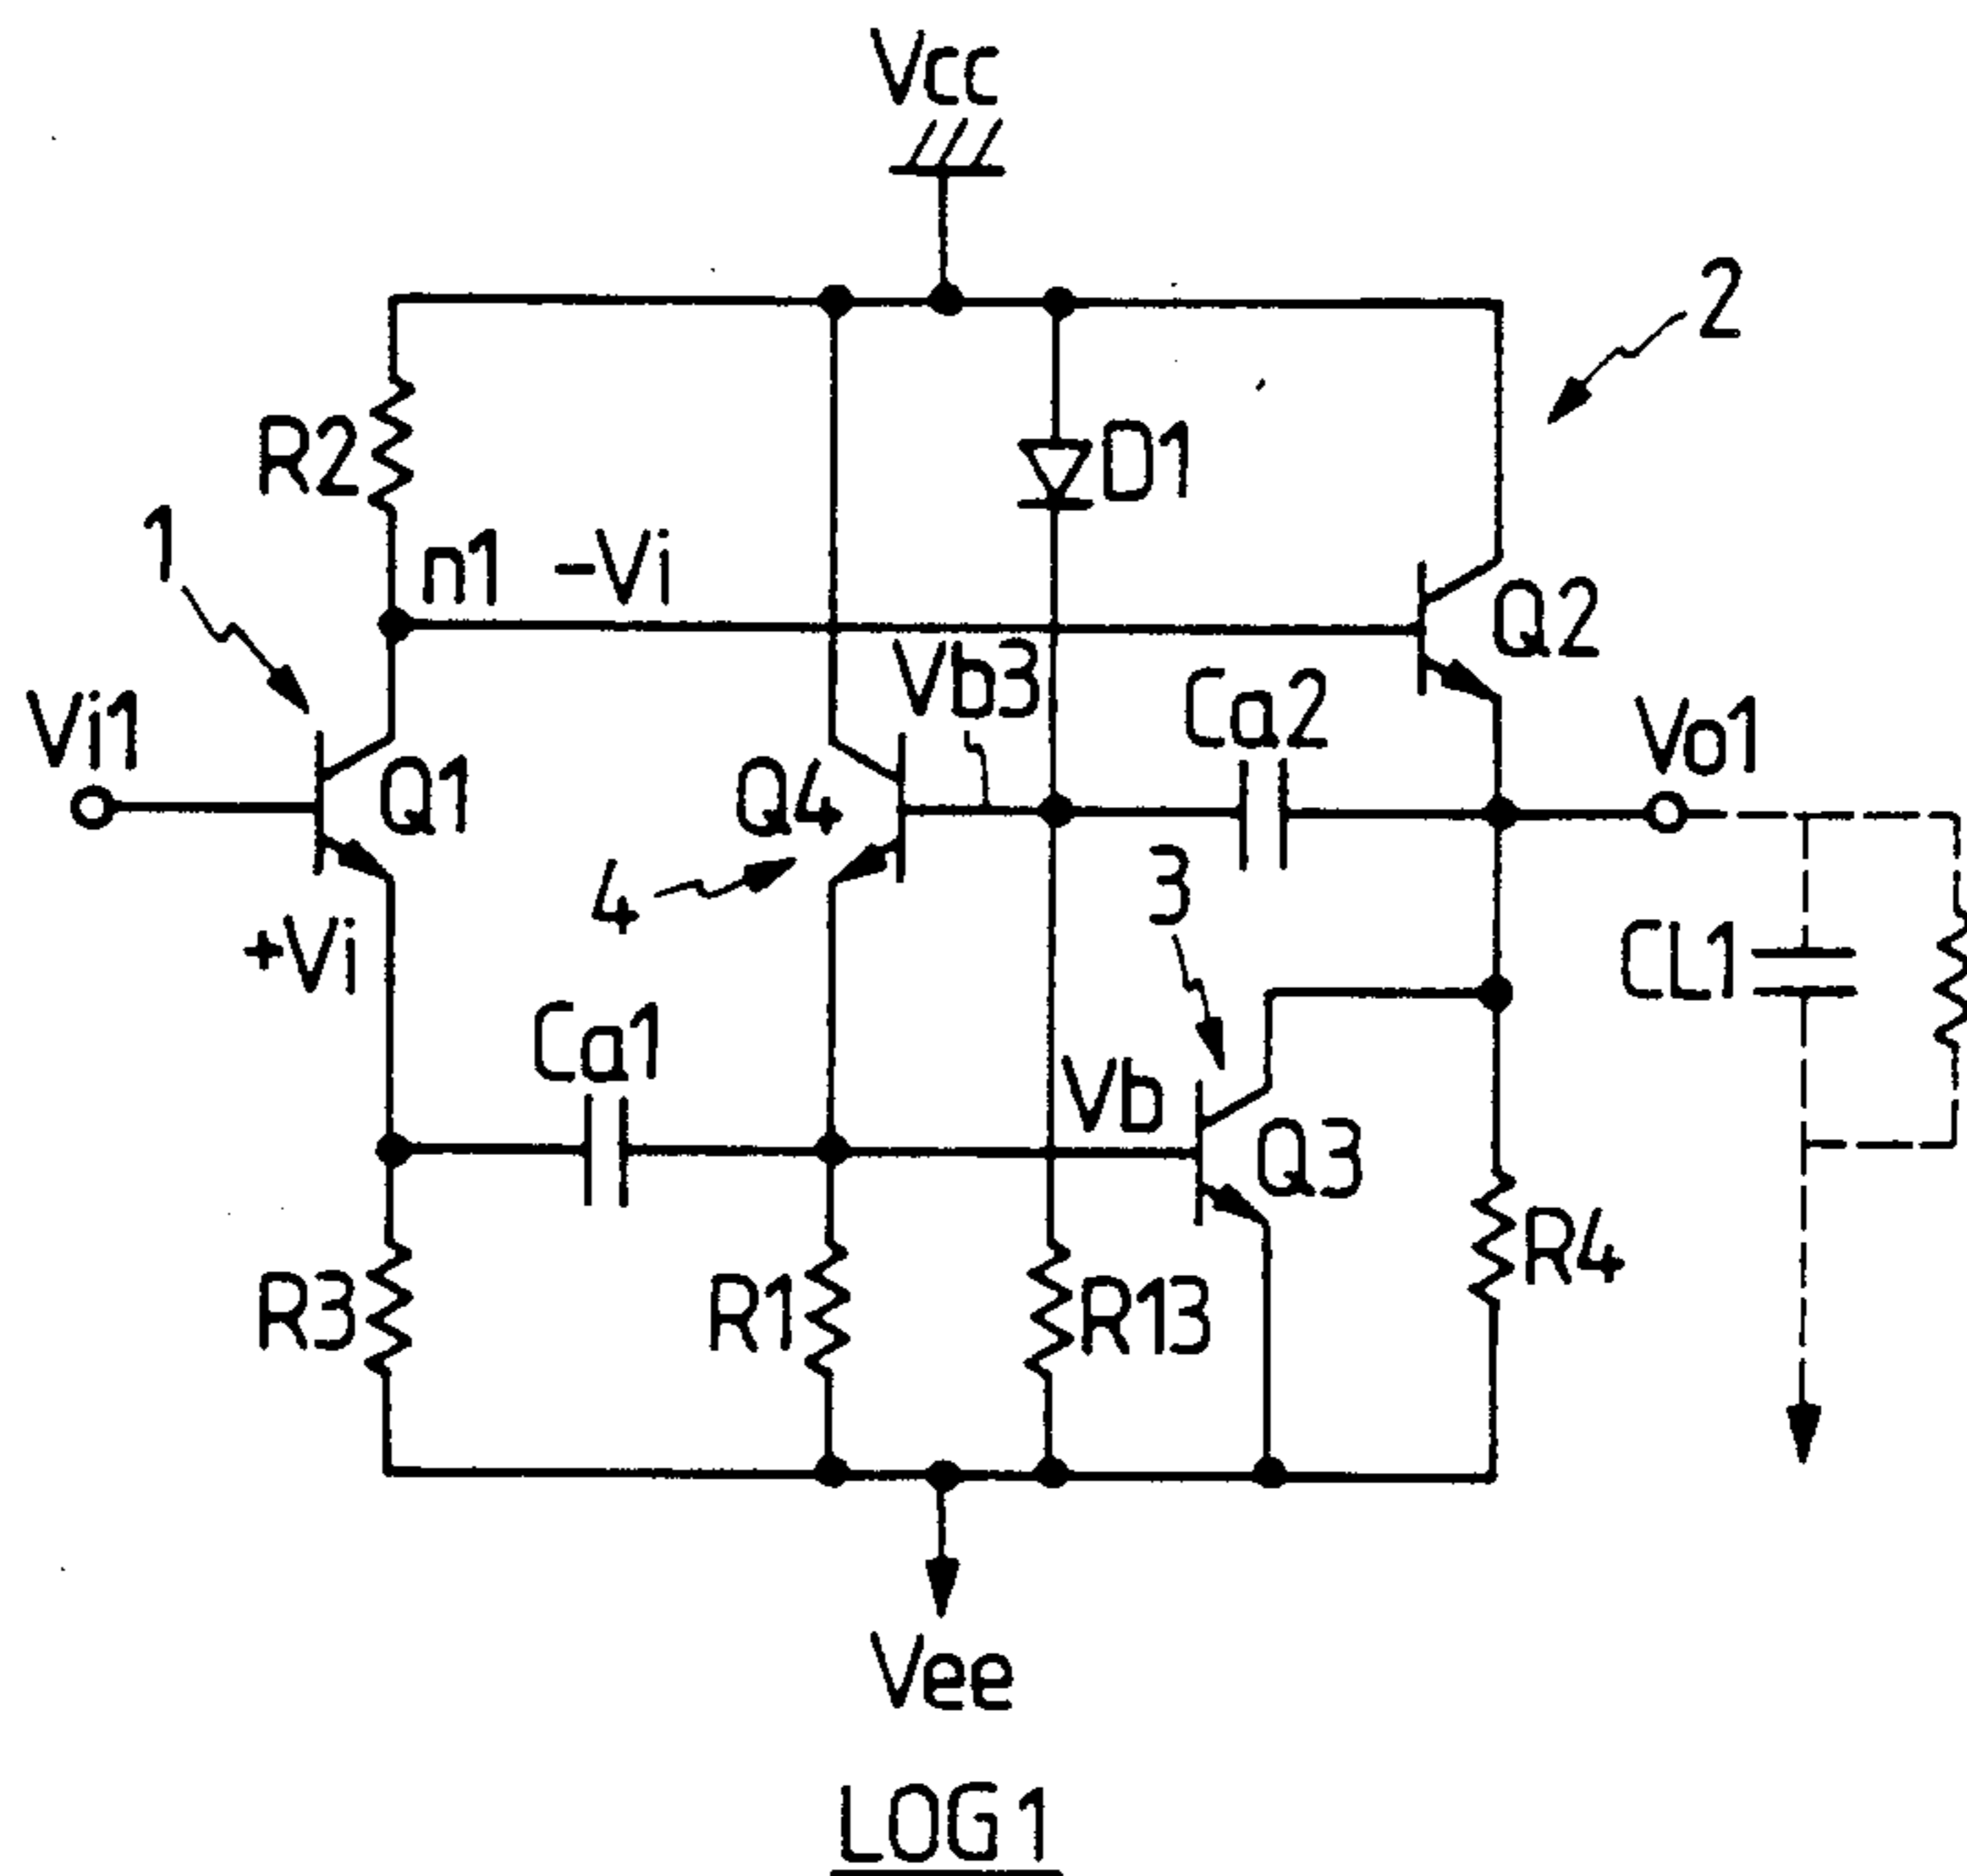 Vcc
2
R2
D1
1
n1 -Vi
Q2
Vb3
Ca2
Vi1
Q1
Q4
Vo1
4
3
+Vi
CL1
Ca1
Vb
Q3
R4
R3
R1
R13
Vee
LOG1